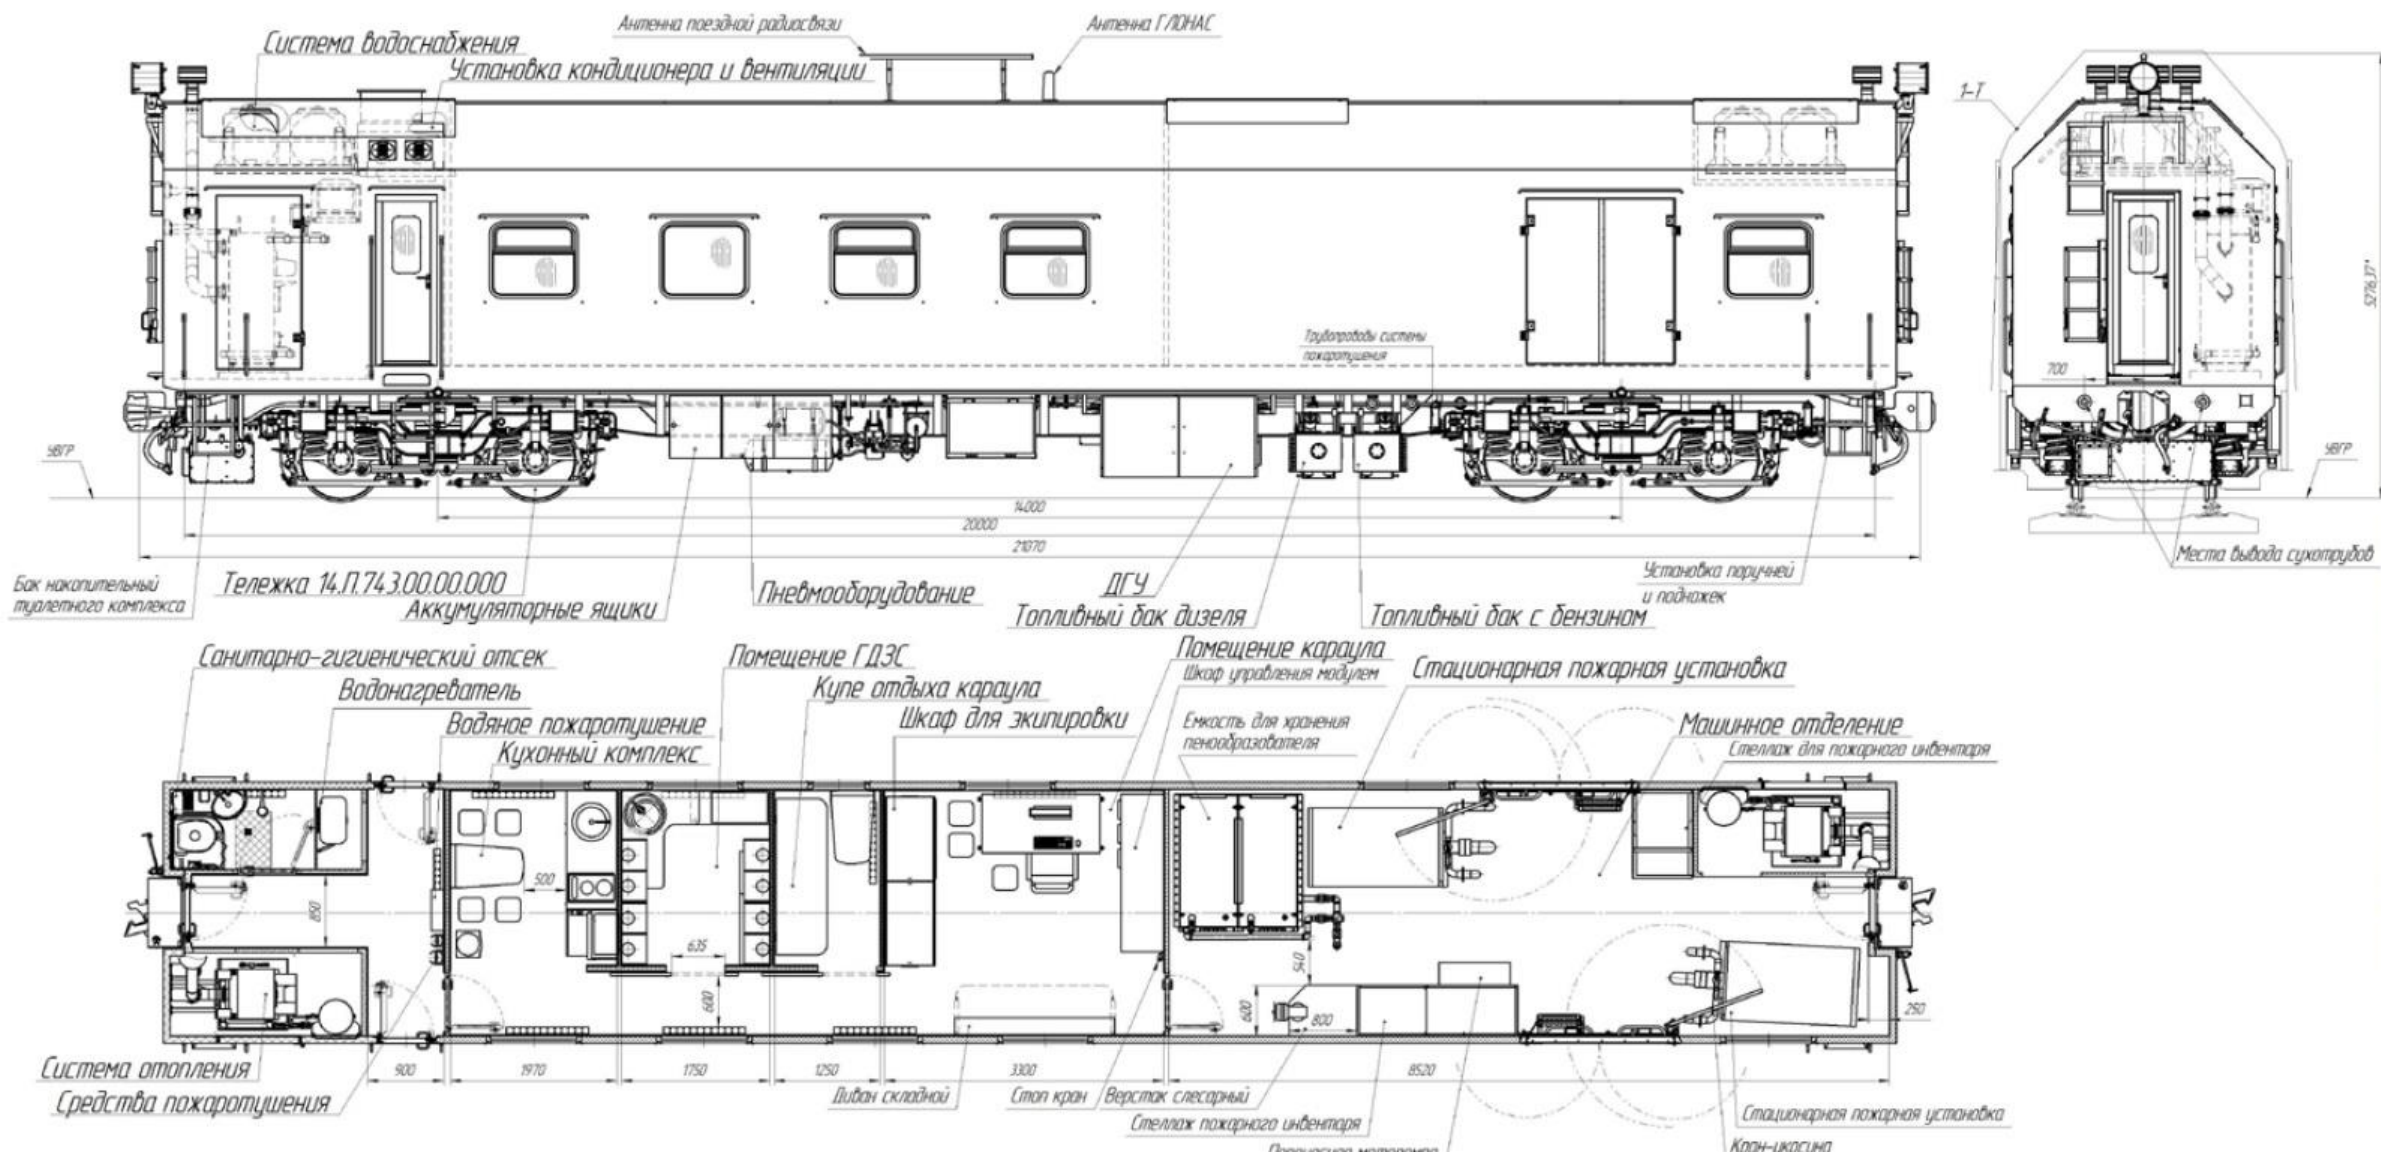 Антенна поездной радиосвязи
Антенна ГЛОНАС
Система водоснабжения
Установка кондиционера и вентиляции
1-Т
Трубопроводы системы
пожаротушения
700
5276,37*
УВГР
УВГР
14000
20000
21070
Места вывода сухотрубов
Бак накопительный
туалетного комплекса
Тележка 14.П.743.00.00.000
Аккумуляторные ящики
Пневмооборудование
ДГУ
Топливный бак дизеля
Топливный бак с бензином
Установка поручней
и подножек
Санитарно-гигиенический отсек
Водонагреватель
Водяное пожаротушение
Кухонный комплекс
Помещение ГДЗС
Купе отдыха караула
Шкаф для экипировки
Помещение караула
Шкаф управления модулем
Емкость для хранения
пенообразователя
Стационарная пожарная установка
Машинное отделение
Стеллаж для пожарного инвентаря
850
500
635
600
540
600
800
250
Система отопления
Средства пожаротушения
900
1970
1750
1250
3300
8520
Диван складной
Стоп кран
Верстак слесарный
Стеллаж пожарного инвентаря
Стационарная пожарная установка
Кран-укосина